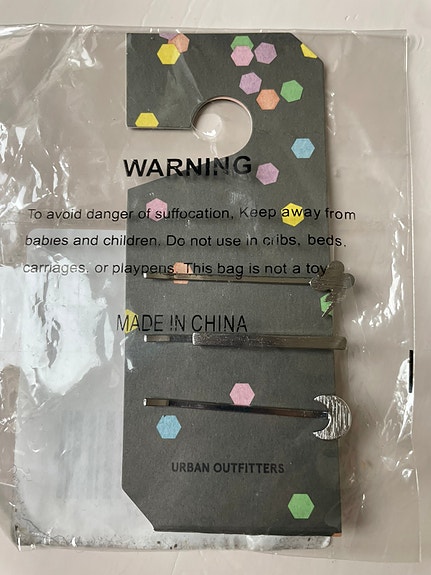 WARNING
To avoid danger of suffocation, Keep away from
babies and children. Do not use in cribs, beds,
carriages, or playpens. This bag is not a toy
MADE IN CHINA
URBAN OUTFITTERS